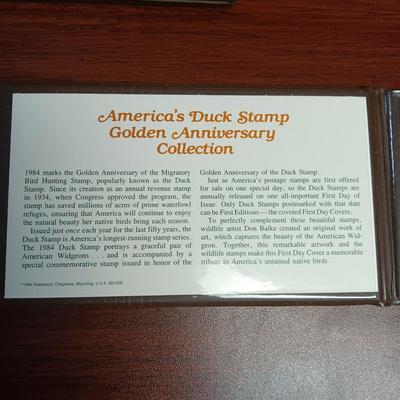 America's Duck Stamp
Golden Anniversary
Collection
1984 marks the Golden Anniversary of the Migratory
Bird Hunting Stamp, popularly known as the Duck
Stamp. Since its creation as an annual revenue stamp
in 1934, when Congress approved the program, the
stamp has saved millions of acres of prime waterfowl
refuges, ensuring that America will continue to enjoy
the natural beauty her native birds bring each season.
Issued just once each year for the last fifty years, the
Duck Stamp is America's longest-running stamp series.
The 1984 Duck Stamp portrays a graceful pair of
American Widgeons . . . and is accompanied by a
special commemorative stamp issued in honor of the
Golden Anniversary of the Duck Stamp.
Just as America's postage stamps are first offered
for sale on one special day, so the Duck Stamps are
annually released on one all-important First Day of
Issue. Only Duck Stamps postmarked with that date
can be First Editions — the coveted First Day Covers.
To perfectly complement these beautiful stamps,
wildlife artist Don Balke created an original work of
art, which captures the beauty of the American Wid-
geon. Together, this remarkable artwork and the
wildlife stamps make this First Day Cover a memorable
tribute to America's untamed native birds.
©1984 Fleetwood, Cheyenne, Wyoming, U.S.A.